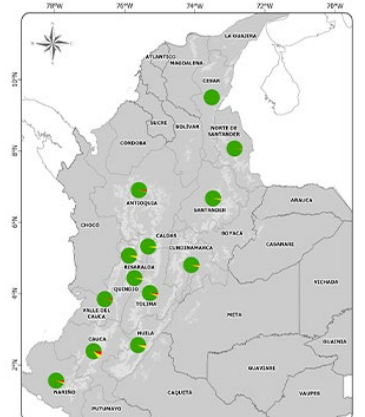 78°W 76°W 74°W 72°W 70°W
LA GUAJIRA
ATLANTICO
MAGDALENA
10°N
CESAR
SUCRE
BOLÍVAR
NORTE DE
SANTANDER
CORDOBA
8°N
ANTIOQUIA
SANTANDER
ARAUCA
6°N
CHOCÓ
BOYACA
CALDAS
CUNDINAMARCA
CASANARE
RISARALDA
VICHADA
QUINDIO
4°N
TOLIMA
VALLE DEL
CAUCA
META
HUILA
CAUCA
GUAINIA
2°N
GUAVIARE
NARIÑO
CAQUETA
VAUPES
PUTUMAYO